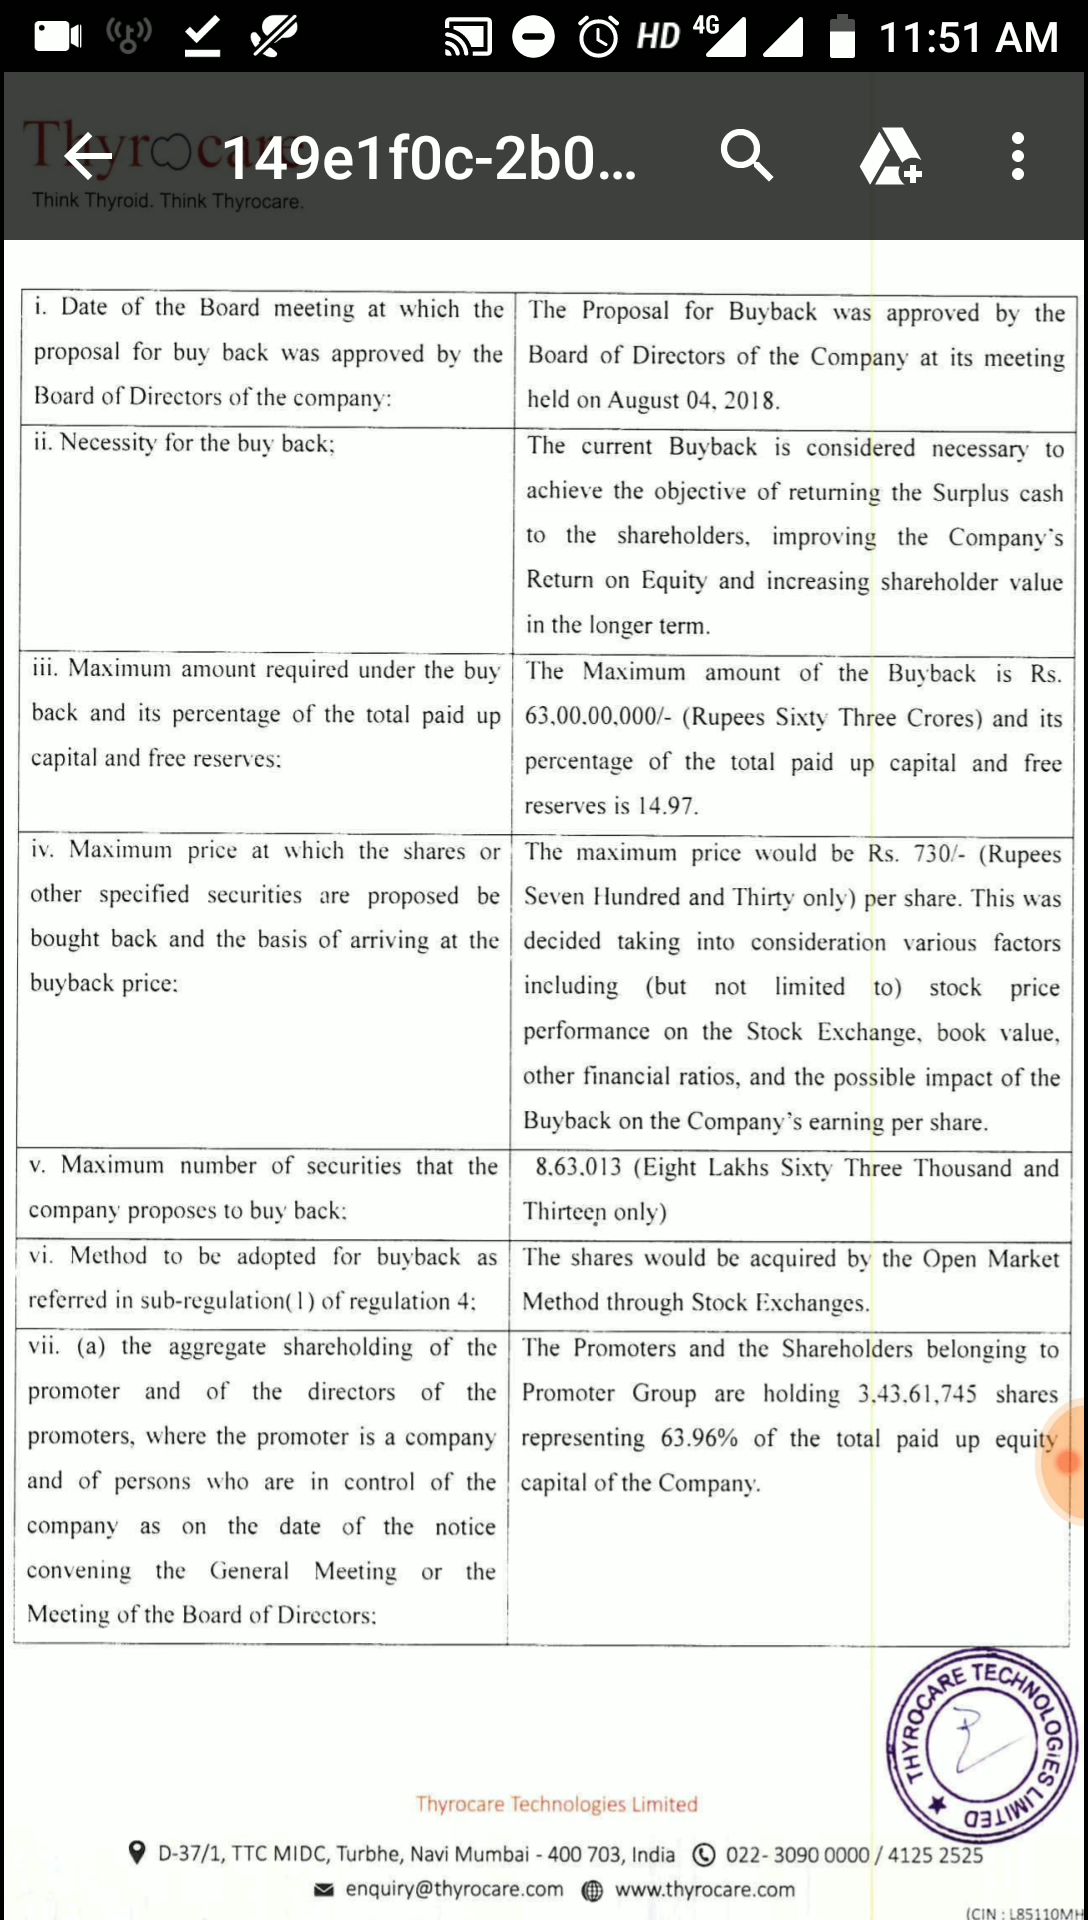 HD 4G 11:51 AM
Thyrocare
149e1f0c-2b0...
Think Thyroid. Think Thyrocare.
i. Date of the Board meeting at which the
proposal for buy back was approved by the
Board of Directors of the company:
The Proposal for Buyback was approved by the
Board of Directors of the Company at its meeting
held on August 04, 2018.
ii. Necessity for the buy back;
The current Buyback is considered necessary to
achieve the objective of returning the Surplus cash
to the shareholders, improving the Company's
Return on Equity and increasing shareholder value
in the longer term.
iii. Maximum amount required under the buy
back and its percentage of the total paid up
capital and free reserves:
The Maximum amount of the Buyback is Rs.
63,00,00,000/- (Rupees Sixty Three Crores) and its
percentage of the total paid up capital and free
reserves is 14.97.
iv. Maximum price at which the shares or
other specified securities are proposed be
bought back and the basis of arriving at the
buyback price:
The maximum price would be Rs. 730/- (Rupees
Seven Hundred and Thirty only) per share. This was
decided taking into consideration various factors
including (but not limited to) stock price
performance on the Stock Exchange, book value,
other financial ratios, and the possible impact of the
Buyback on the Company's earning per share.
v. Maximum number of securities that the
company proposes to buy back:
8,63,013 (Eight Lakhs Sixty Three Thousand and
Thirteen only)
vi. Method to be adopted for buyback as
referred in sub-regulation(1) of regulation 4;
The shares would be acquired by the Open Market
Method through Stock Exchanges.
vii. (a) the aggregate shareholding of the
promoter and of the directors of the
promoters, where the promoter is a company
and of persons who are in control of the
company as on the date of the notice
convening the General Meeting or the
Meeting of the Board of Directors:
The Promoters and the Shareholders belonging to
Promoter Group are holding 3,43,61,745 shares
representing 63.96% of the total paid up equity
capital of the Company.
THYROCARE TECHNOLOGIES LIMITED
Thyrocare Technologies Limited
D-37/1, TTC MIDC, Turbhe, Navi Mumbai - 400 703, India 022- 3090 0000 / 4125 2525
enquiry@thyrocare.com www.thyrocare.com
(CIN : L85110MH